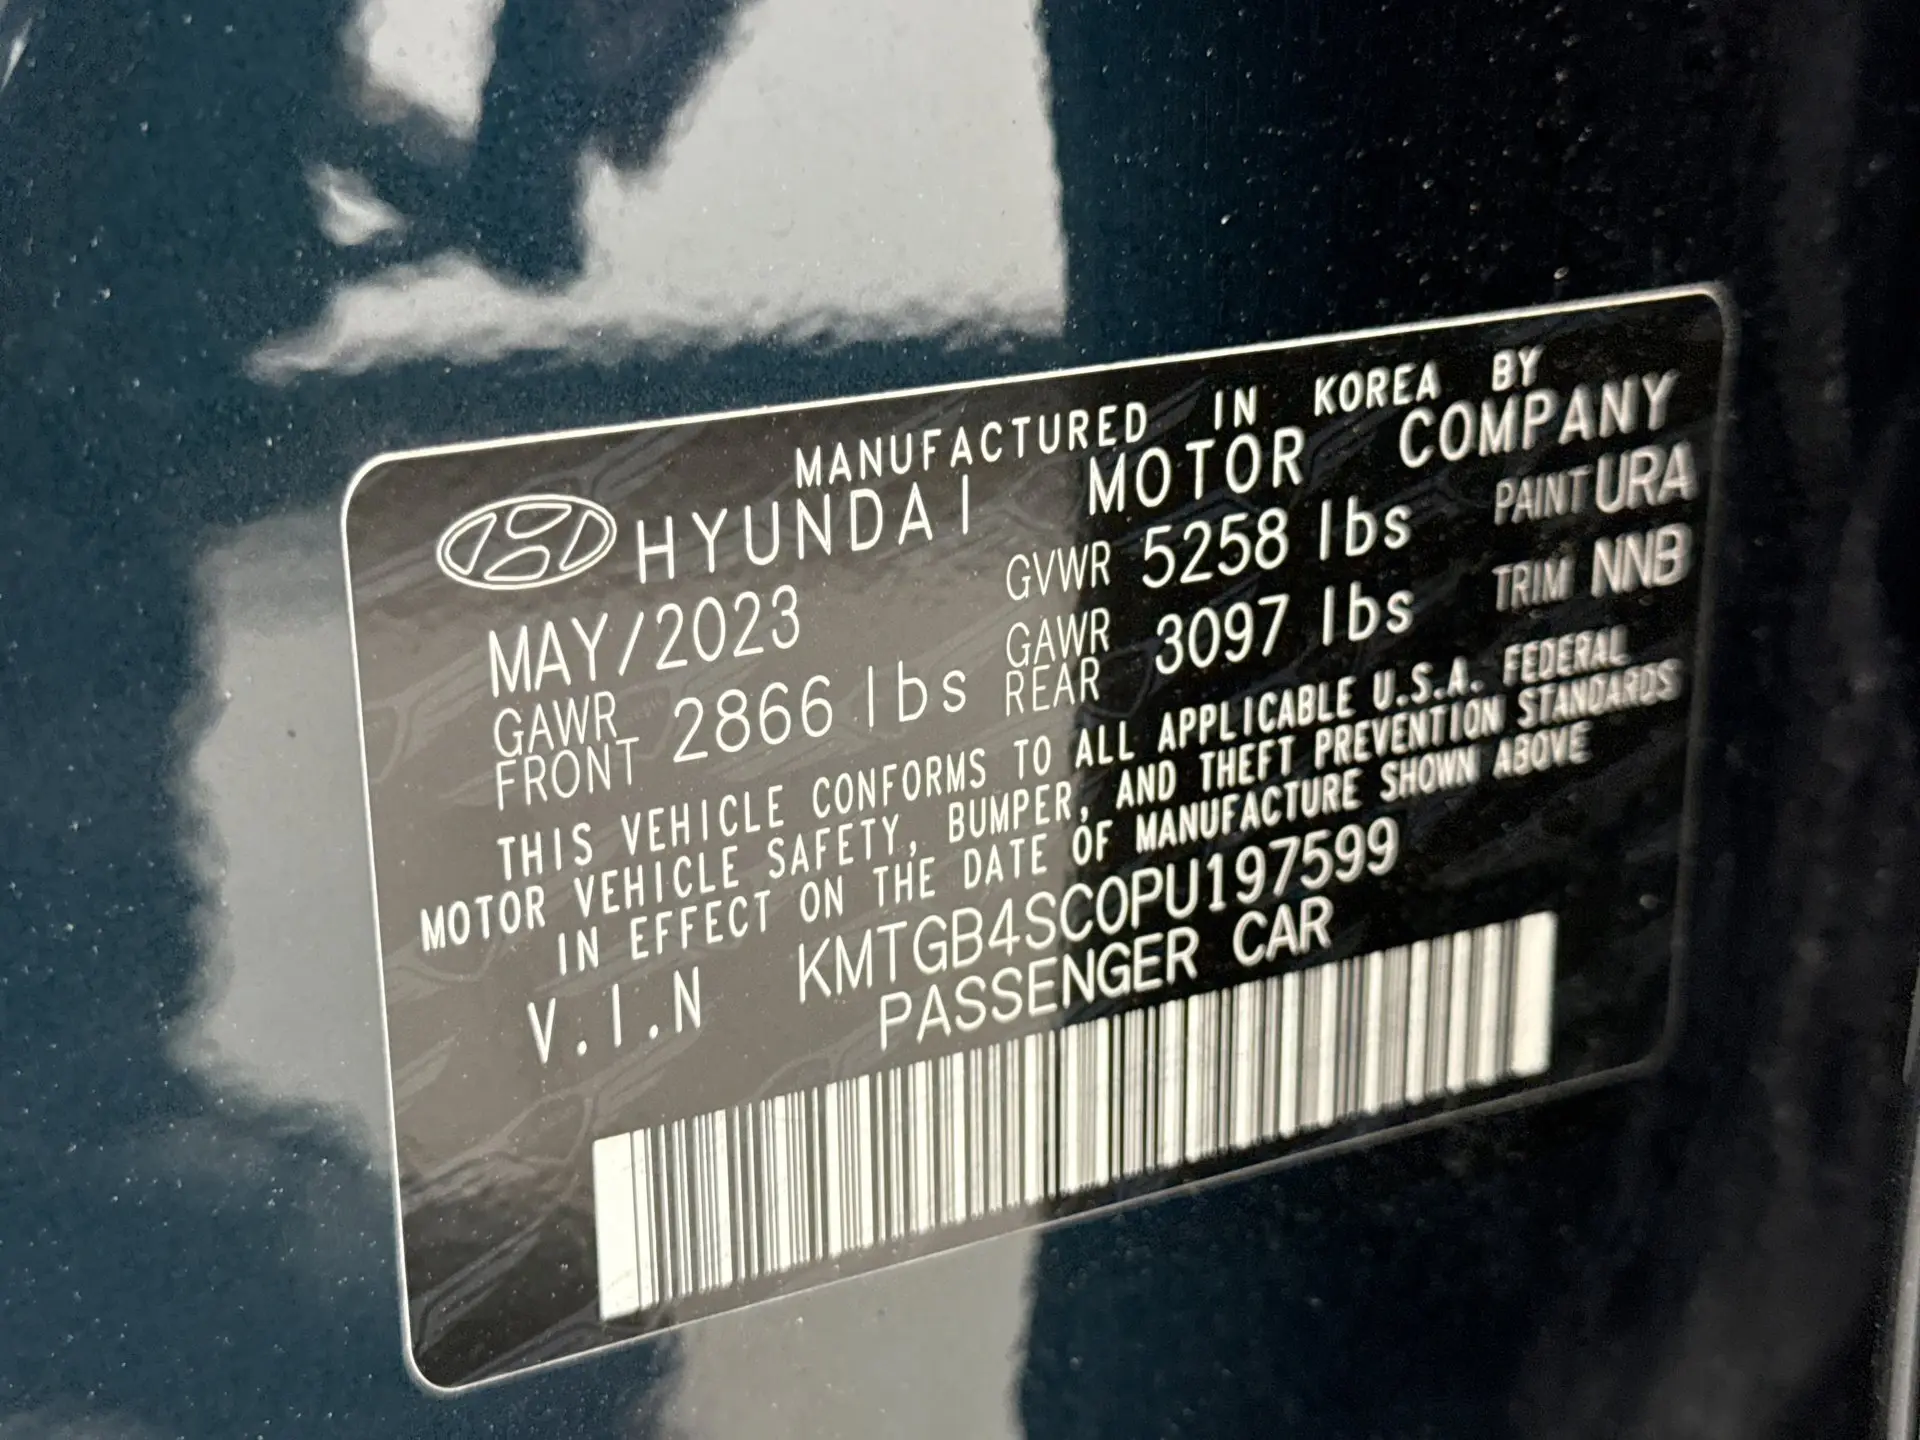 MANUFACTURED IN KOREA BY
HYUNDAI MOTOR COMPANY
MAY/2023 GVWR 5258 lbs PAINT URA
GAWR FRONT 2866 lbs GAWR REAR 3097 lbs TRIM NNB
THIS VEHICLE CONFORMS TO ALL APPLICABLE U.S.A. FEDERAL
MOTOR VEHICLE SAFETY, BUMPER, AND THEFT PREVENTION STANDARDS
IN EFFECT ON THE DATE OF MANUFACTURE SHOWN ABOVE
V.I.N KMTGB4SC0PU197599
PASSENGER CAR